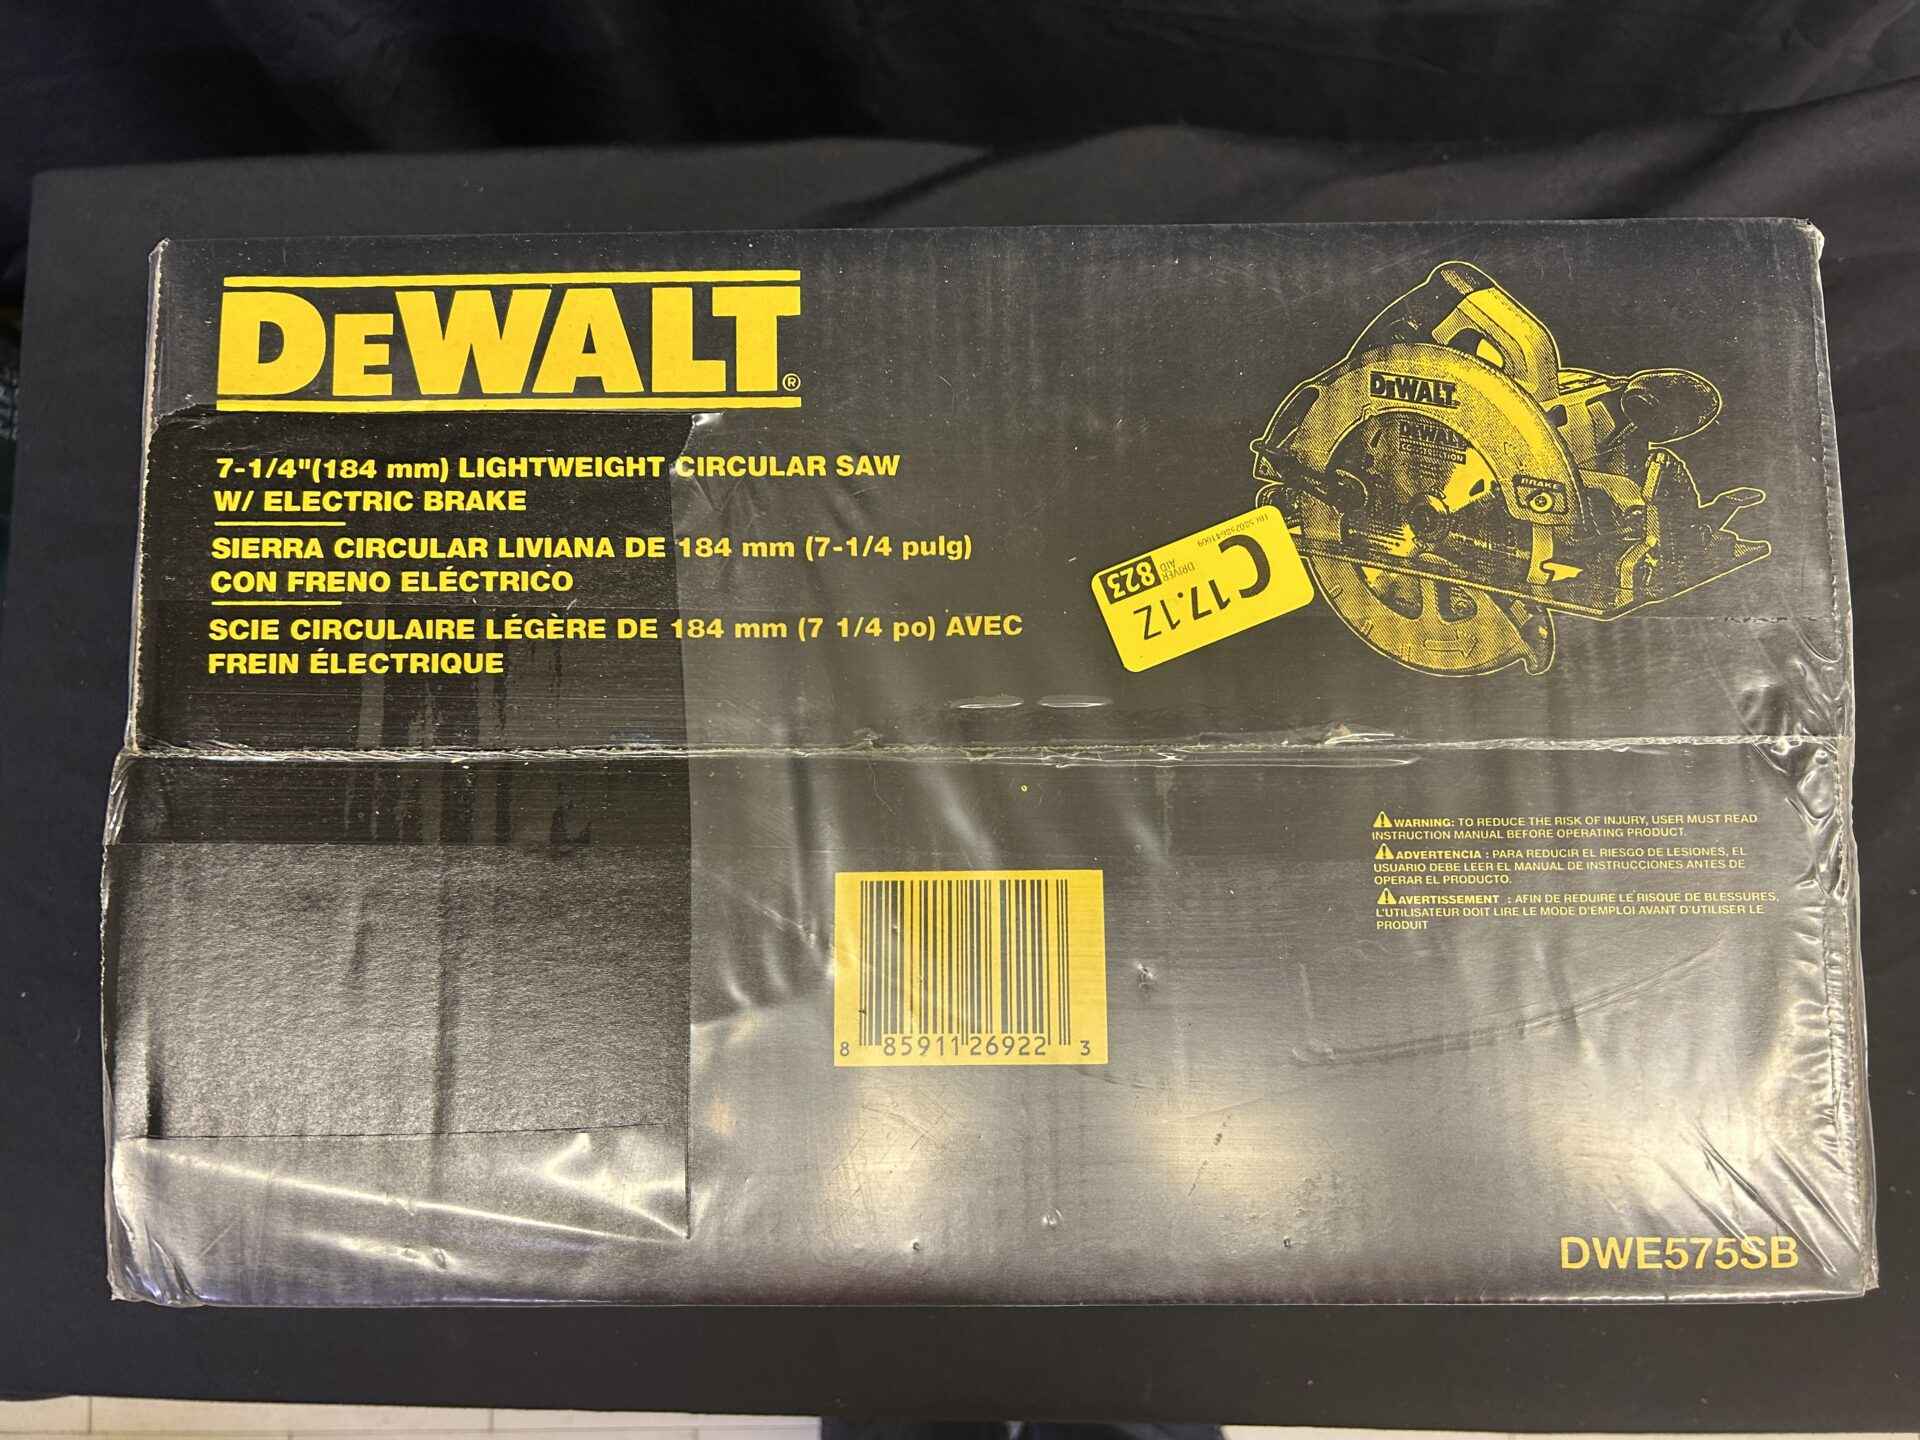 DEWALT®
7-1/4"(184 mm) LIGHTWEIGHT CIRCULAR SAW
W/ ELECTRIC BRAKE
SIERRA CIRCULAR LIVIANA DE 184 mm (7-1/4 pulg)
CON FRENO ELÉCTRICO
SCIE CIRCULAIRE LÉGÈRE DE 184 mm (7 1/4 po) AVEC
FREIN ÉLECTRIQUE
DEWALT
DEWALT
CONSTRUCTION
BRAKE
C17.1Z
DRIVER
AID
823
⚠WARNING: TO REDUCE THE RISK OF INJURY, USER MUST READ
INSTRUCTION MANUAL BEFORE OPERATING PRODUCT.
⚠ADVERTENCIA : PARA REDUCIR EL RIESGO DE LESIONES, EL
USUARIO DEBE LEER EL MANUAL DE INSTRUCCIONES ANTES DE
OPERAR EL PRODUCTO.
⚠AVERTISSEMENT : AFIN DE REDUIRE LE RISQUE DE BLESSURES,
L'UTILISATEUR DOIT LIRE LE MODE D'EMPLOI AVANT D'UTILISER LE
PRODUIT
8 85911 26922 3
DWE575SB